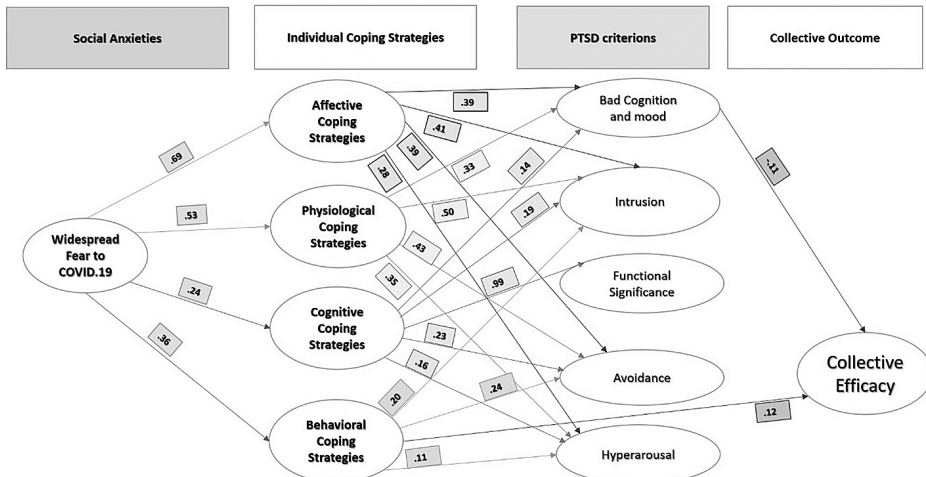 Social Anxieties
Individual Coping Strategies
PTSD criterions
Collective Outcome
Affective
Coping
Strategies
Physiological
Coping
Strategies
Cognitive
Coping
Strategies
Behavioral
Coping
Strategies
Widespread
Fear to
COVID.19
Bad Cognition
and mood
Intrusion
Functional
Significance
Avoidance
Hyperarousal
Collective
Efficacy
.69
.53
.24
.36
.39
.41
.39
.28
.33
.50
.43
.35
.14
.19
.99
.23
.16
.20
.24
.11
-.11
.12